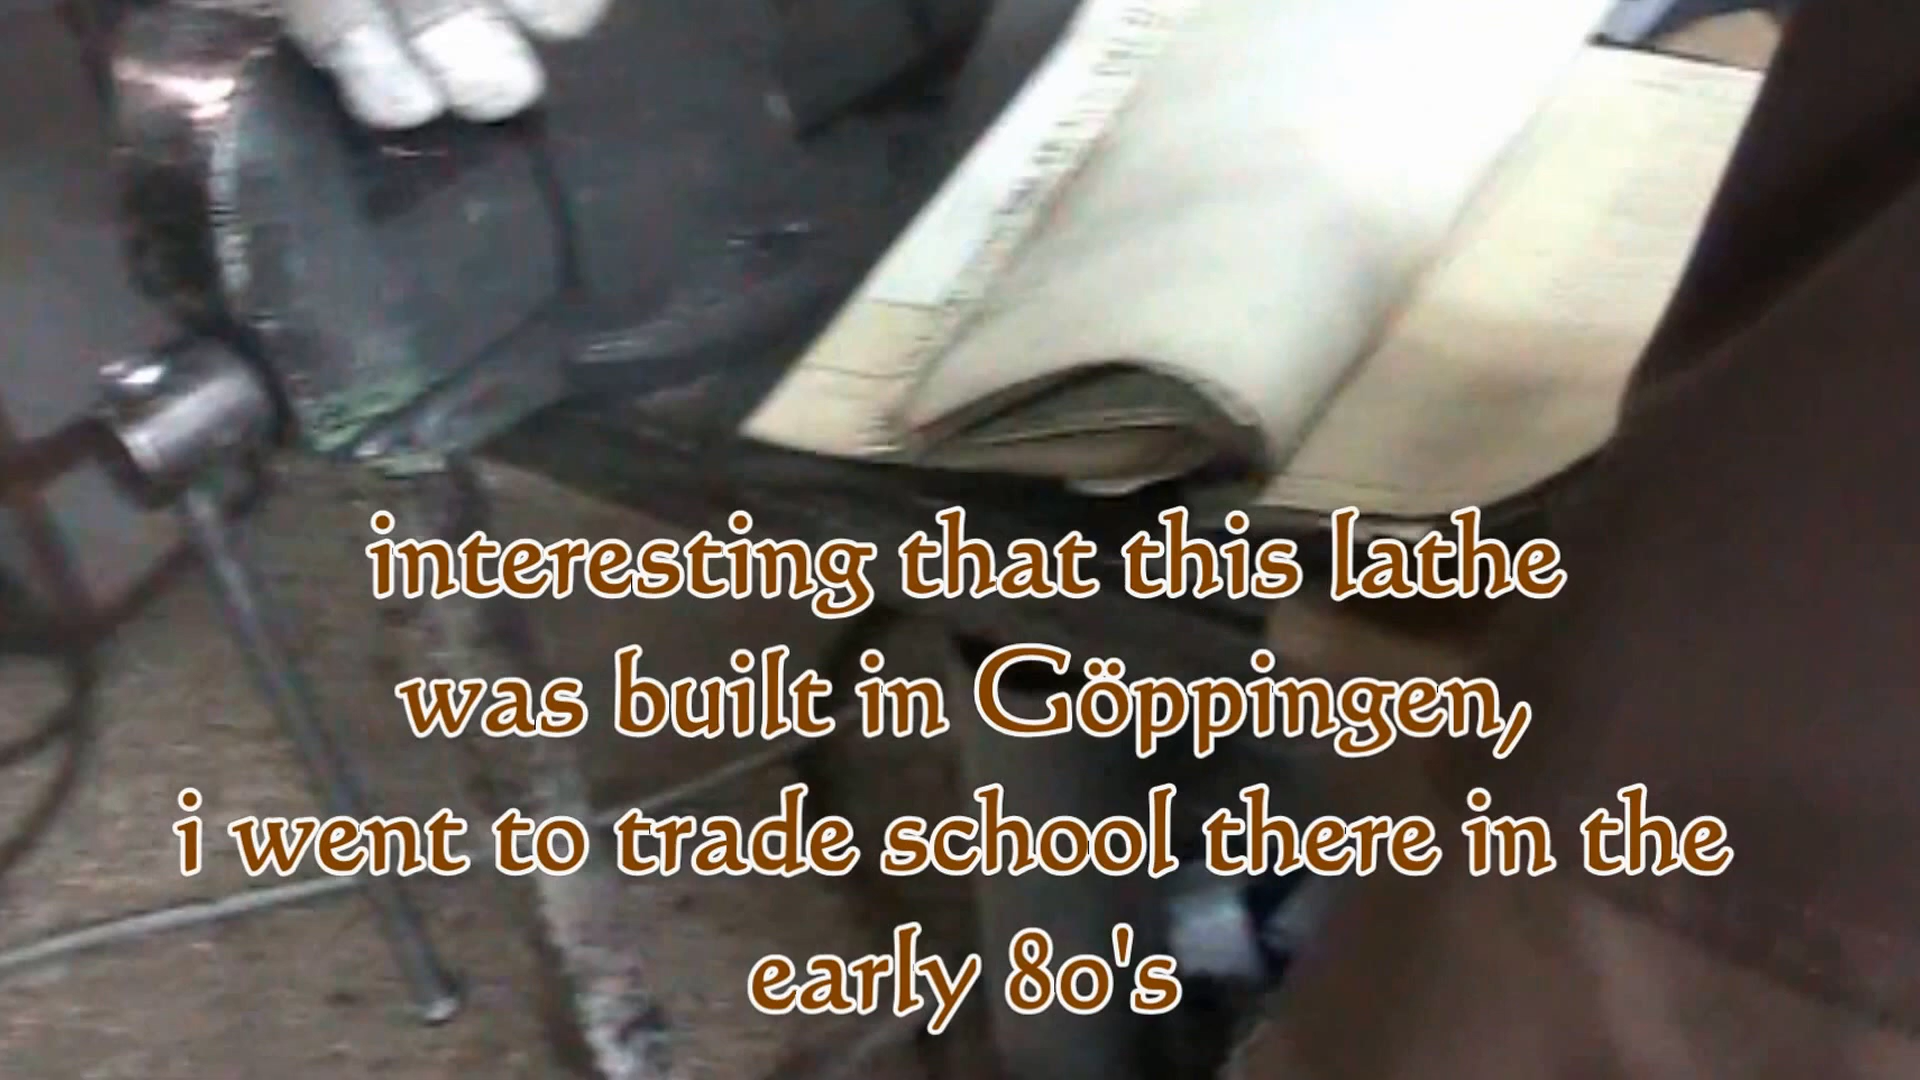 interesting that this lathe
was built in Göppingen,
i went to trade school there in the
early 80's